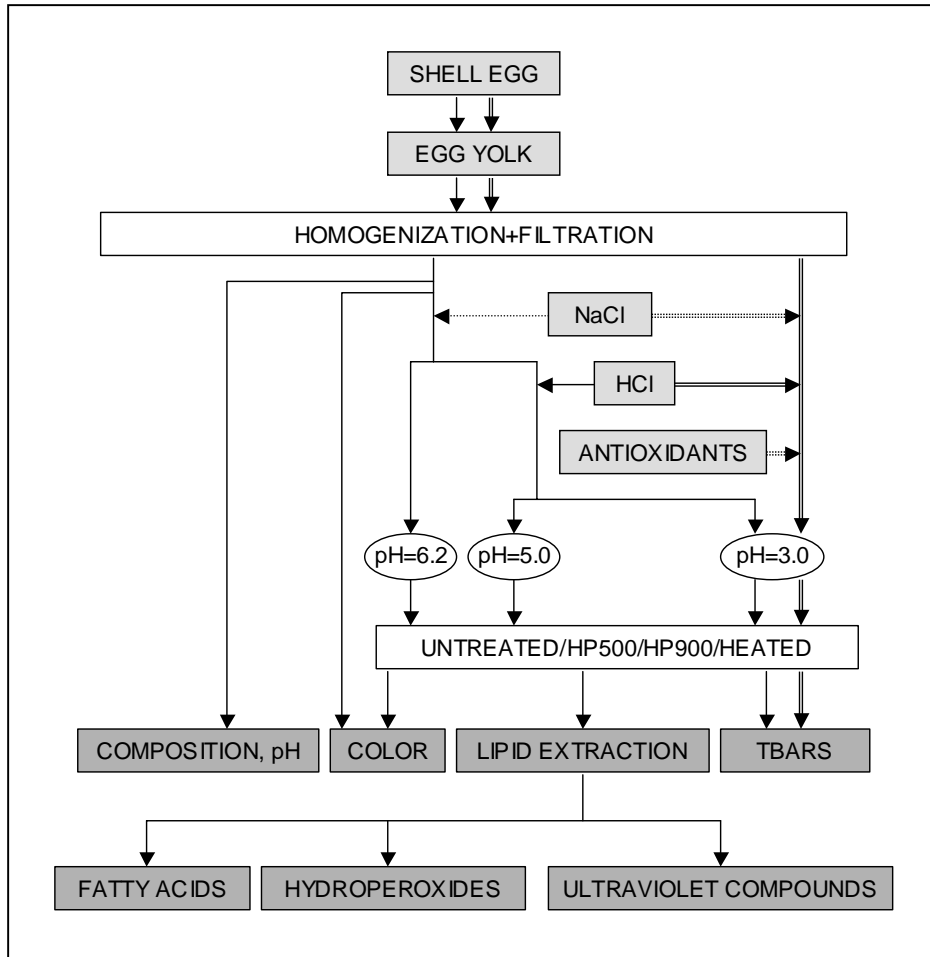 SHELL EGG
EGG YOLK
HOMOGENIZATION+FILTRATION
NaCl
HCl
ANTIOXIDANTS
pH=6.2 pH=5.0 pH=3.0
UNTREATED/HP500/HP900/HEATED
COMPOSITION, pH COLOR LIPID EXTRACTION TBARS
FATTY ACIDS HYDROPEROXIDES ULTRAVIOLET COMPOUNDS